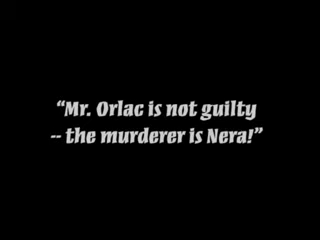 “Mr. Orlac is not guilty
-- the murderer is Nera!”